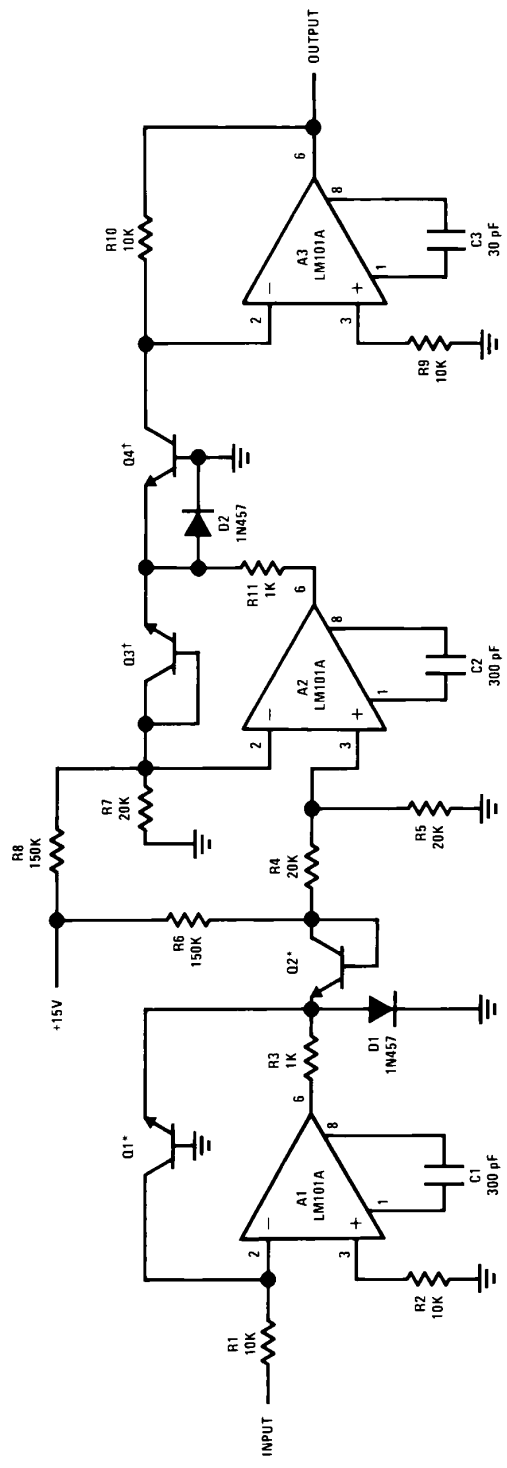 INPUT
R1
10K
R2
10K
Q1*
2
3
−
+
A1
LM101A
6
1
8
C1
300 pF
R3
1K
D1
1N457
Q2*
+15V
R6
150K
R8
150K
R4
20K
R5
20K
R7
20K
2
3
−
+
A2
LM101A
6
1
8
C2
300 pF
Q3†
R11
1K
D2
1N457
Q4†
R9
10K
2
3
−
+
A3
LM101A
6
1
8
C3
30 pF
R10
10K
OUTPUT